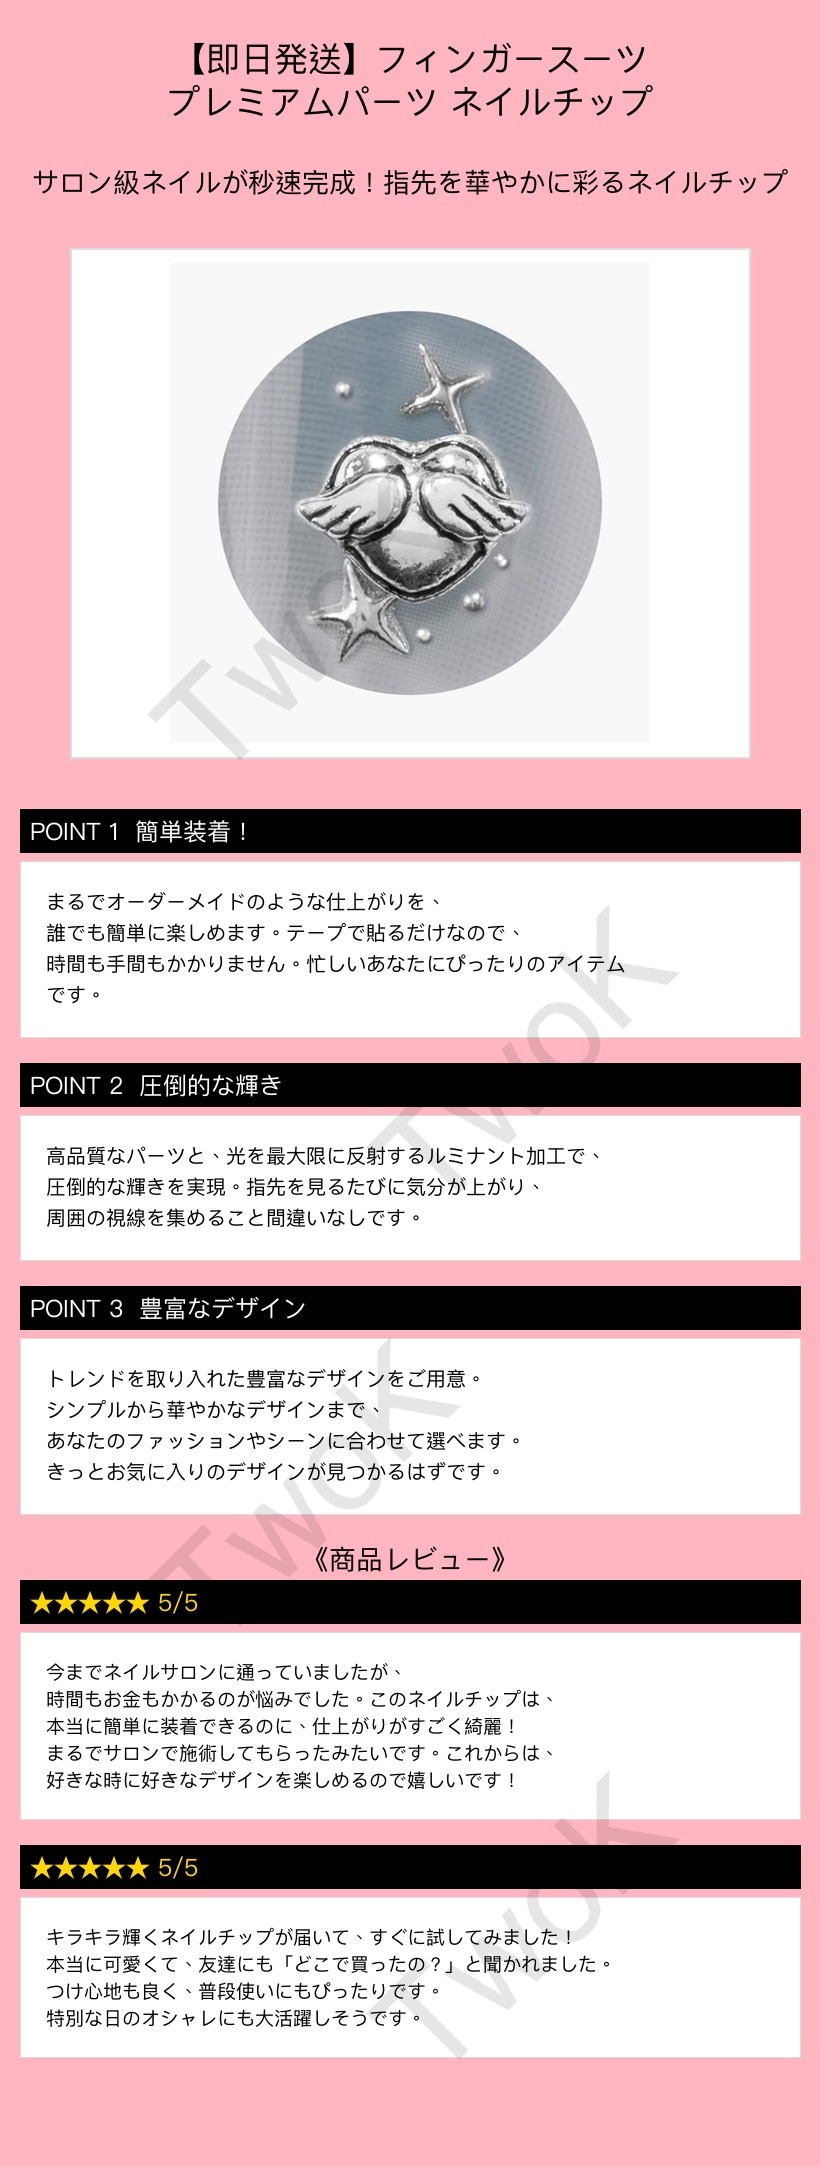 【即日発送】フィンガースーツ
プレミアムパーツ ネイルチップ
サロン級ネイルが秒速完成！指先を華やかに彩るネイルチップ
TwoK
POINT 1 簡単装着！
まるでオーダーメイドのような仕上がりを、
誰でも簡単に楽しめます。テープで貼るだけなので、
時間も手間もかかりません。忙しいあなたにぴったりのアイテム
です。
TwoK
POINT 2 圧倒的な輝き
高品質なパーツと、光を最大限に反射するルミナント加工で、
圧倒的な輝きを実現。指先を見るたびに気分が上がり、
周囲の視線を集めること間違いなしです。
POINT 3 豊富なデザイン
トレンドを取り入れた豊富なデザインをご用意。
シンプルから華やかなデザインまで、
あなたのファッションやシーンに合わせて選べます。
きっとお気に入りのデザインが見つかるはずです。
TwoK
《商品レビュー》
★★★★★ 5/5
今までネイルサロンに通っていましたが、
時間もお金もかかるのが悩みでした。このネイルチップは、
本当に簡単に装着できるのに、仕上がりがすごく綺麗！
まるでサロンで施術してもらったみたいです。これからは、
好きな時に好きなデザインを楽しめるので嬉しいです！
★★★★★ 5/5
キラキラ輝くネイルチップが届いて、すぐに試してみました！
本当に可愛くて、友達にも「どこで買ったの？」と聞かれました。
つけ心地も良く、普段使いにもぴったりです。
特別な日のオシャレにも大活躍しそうです。
TwoK